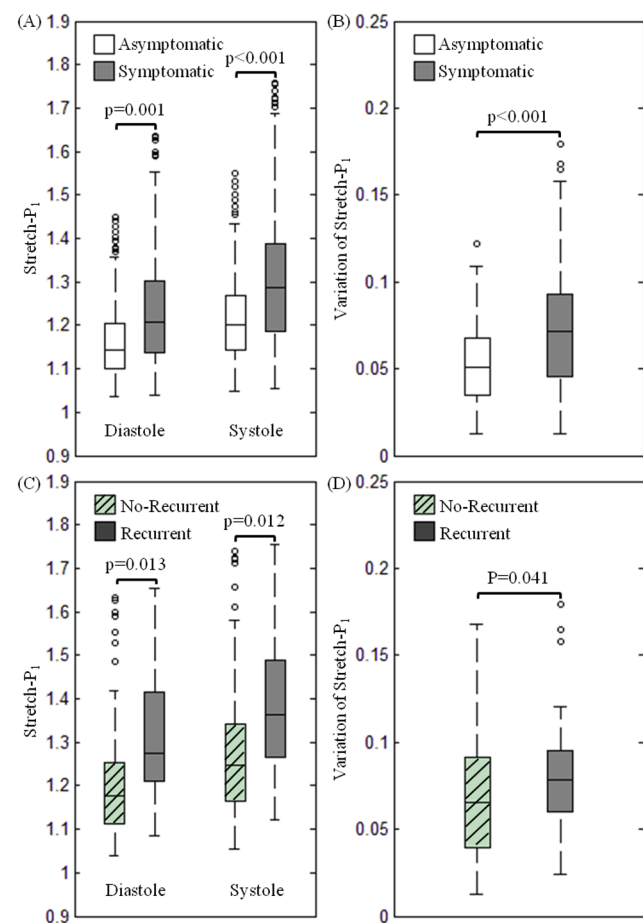 (A)
1.9
1.8
1.7
1.6
1.5
1.4
1.3
1.2
1.1
1
0.9
Stretch-P1
Asymptomatic
Symptomatic
p=0.001
p<0.001
Diastole
Systole
(B)
0.25
0.2
0.15
0.1
0.05
0
Variation of Stretch-P1
Asymptomatic
Symptomatic
p<0.001
(C)
1.9
1.8
1.7
1.6
1.5
1.4
1.3
1.2
1.1
1
0.9
Stretch-P1
No-Recurrent
Recurrent
p=0.013
p=0.012
Diastole
Systole
(D)
0.25
0.2
0.15
0.1
0.05
0
Variation of Stretch-P1
No-Recurrent
Recurrent
P=0.041